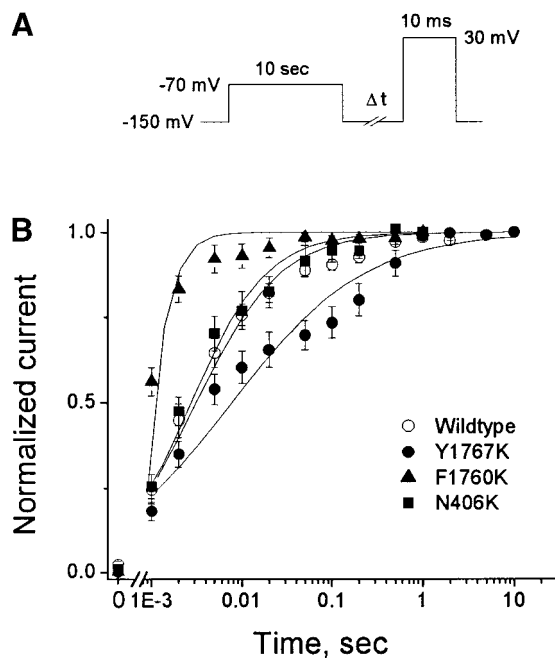 A
10 ms
30 mV
10 sec
-70 mV
Δt
-150 mV
B
1.0
0.5
0.0
Normalized current
Wildtype
Y1767K
F1760K
N406K
0 1E-3 0.01 0.1 1 10
Time, sec